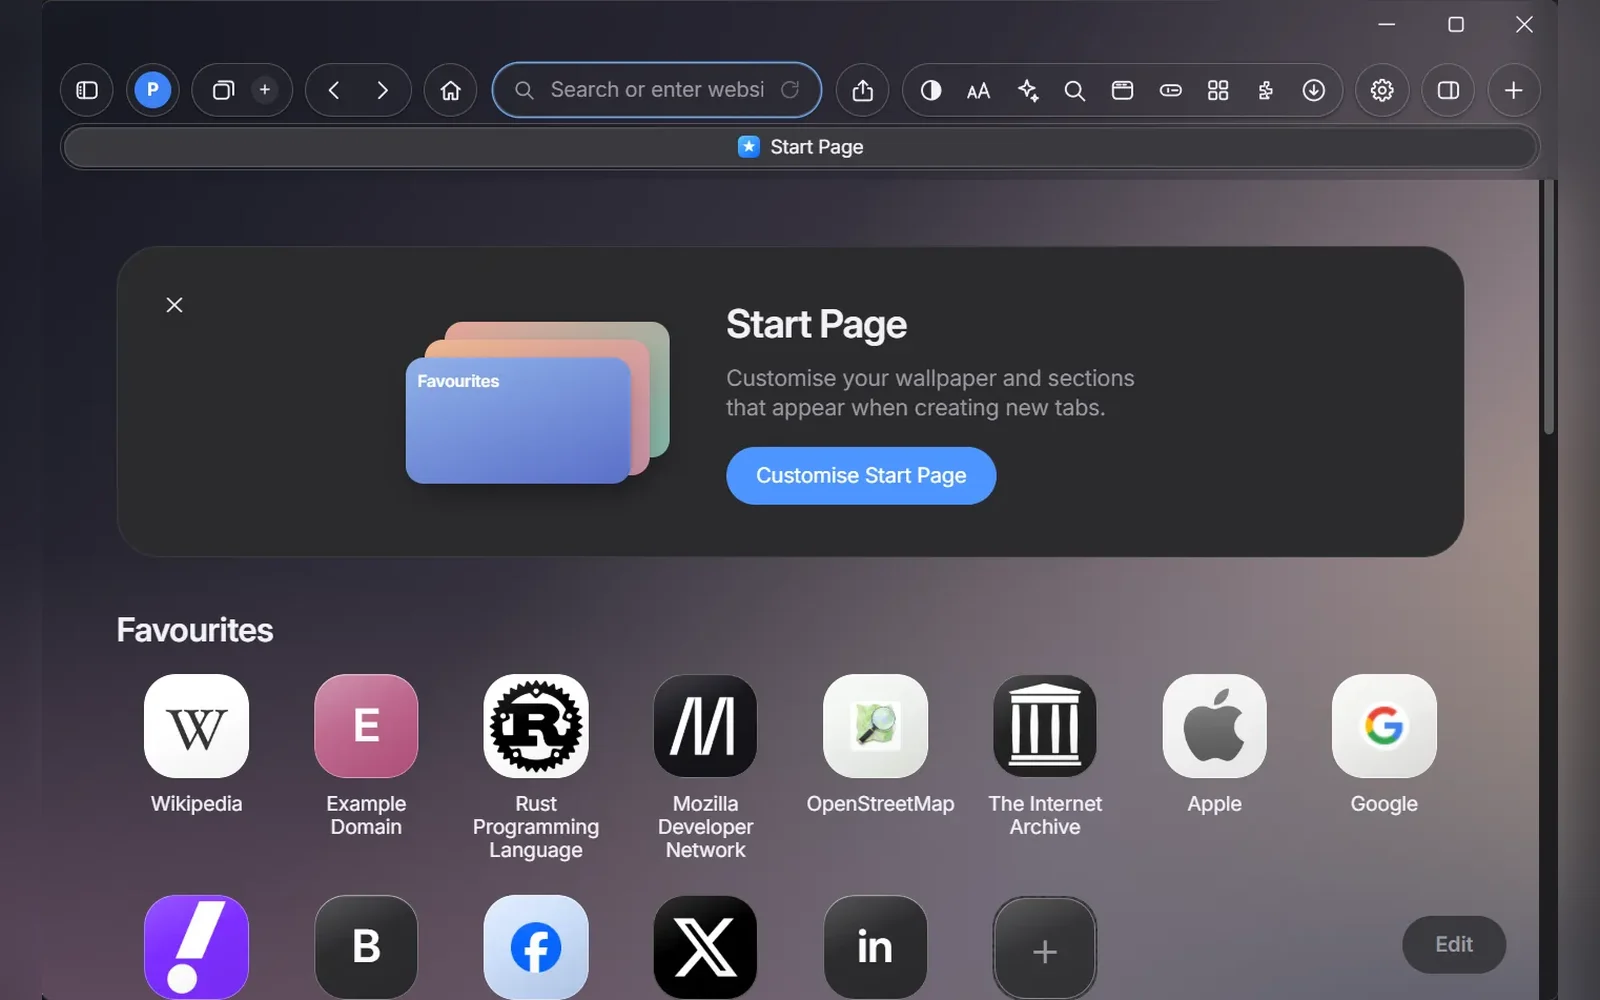 P
Search or enter websi
AA
Start Page
Start Page
Favourites
Customise your wallpaper and sections
that appear when creating new tabs.
Customise Start Page
Favourites
W
E
R
G
Wikipedia
Example
Domain
Rust
Programming
Language
Mozilla
Developer
Network
OpenStreetMap
The Internet
Archive
Apple
Google
B
f
X
in
Edit